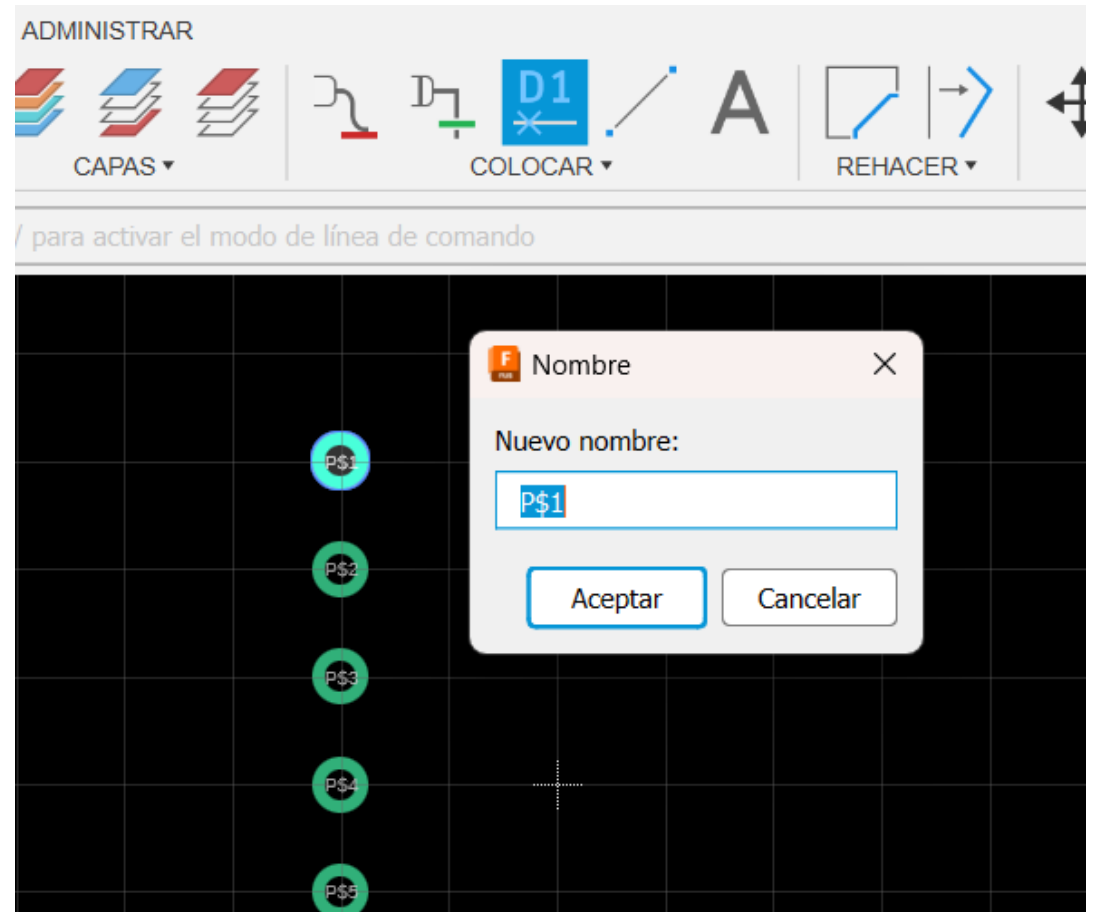 ADMINISTRAR
D1
A
CAPAS
COLOCAR
REHACER
/ para activar el modo de línea de comando
Nombre
Nuevo nombre:
P$1
Aceptar
Cancelar
P$1
P$2
P$3
P$4
P$5